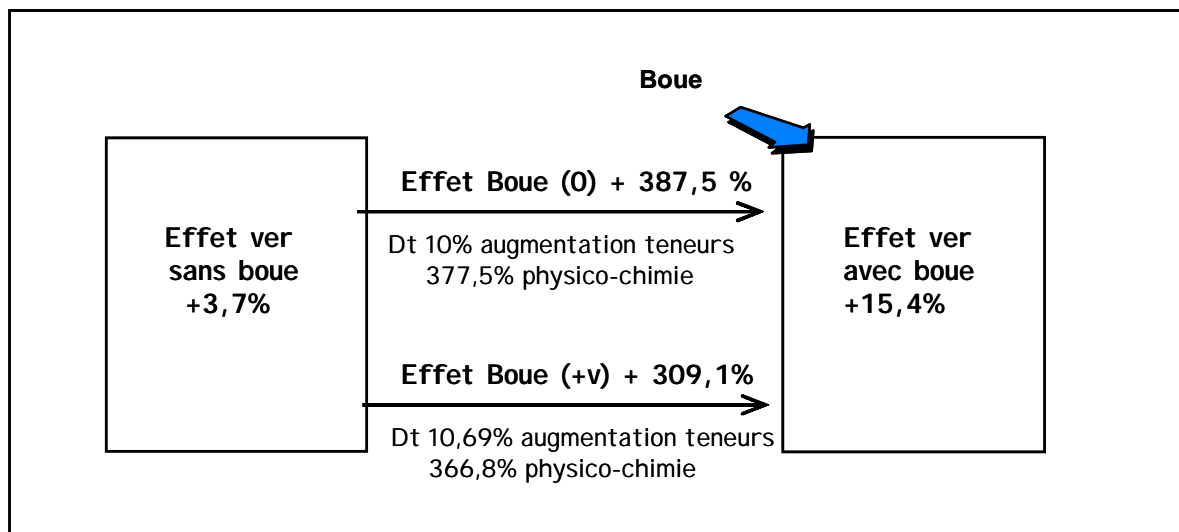 Boue
Effet Boue (0) + 387,5 %
Dt 10% augmentation teneurs
377,5% physico-chimie
Effet ver
sans boue
+3,7%
Effet ver
avec boue
+15,4%
Effet Boue (+v) + 309,1%
Dt 10,69% augmentation teneurs
366,8% physico-chimie